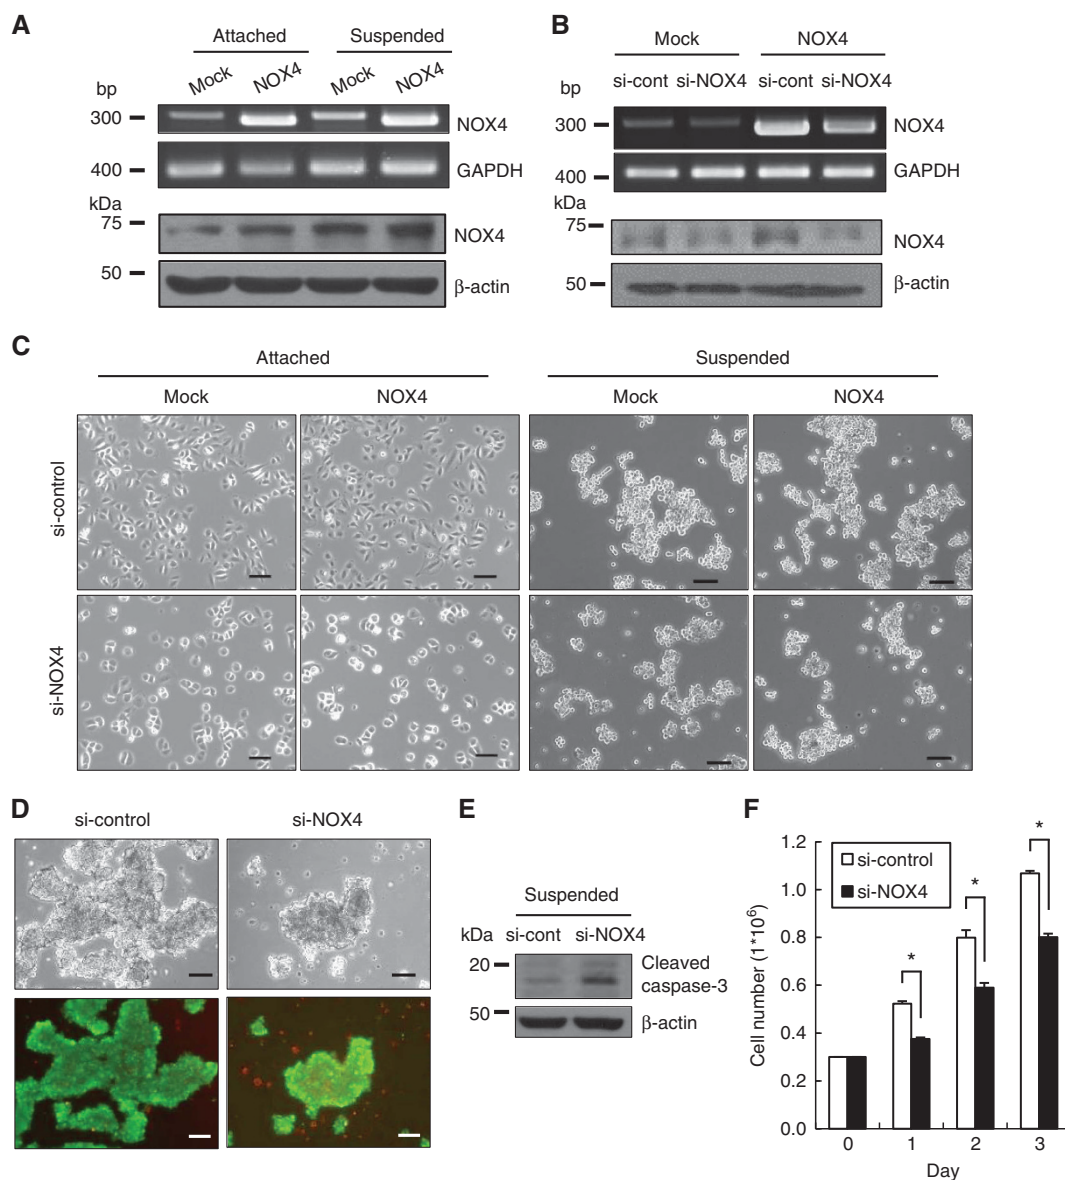 A
Attached Suspended
Mock NOX4 Mock NOX4
bp
300 NOX4
400 GAPDH
kDa
75 NOX4
50 β-actin
B
Mock NOX4
si-cont si-NOX4 si-cont si-NOX4
bp
300 NOX4
400 GAPDH
kDa
75 NOX4
50 β-actin
C
Attached Suspended
Mock NOX4 Mock NOX4
si-control
si-NOX4
D
si-control si-NOX4
E
Suspended
kDa si-cont si-NOX4
20 Cleaved
caspase-3
50 β-actin
F
si-control
si-NOX4
Cell number (1*10⁶)
1.2
1.0
0.8
0.6
0.4
0.2
0.0
* * *
0 1 2 3
Day